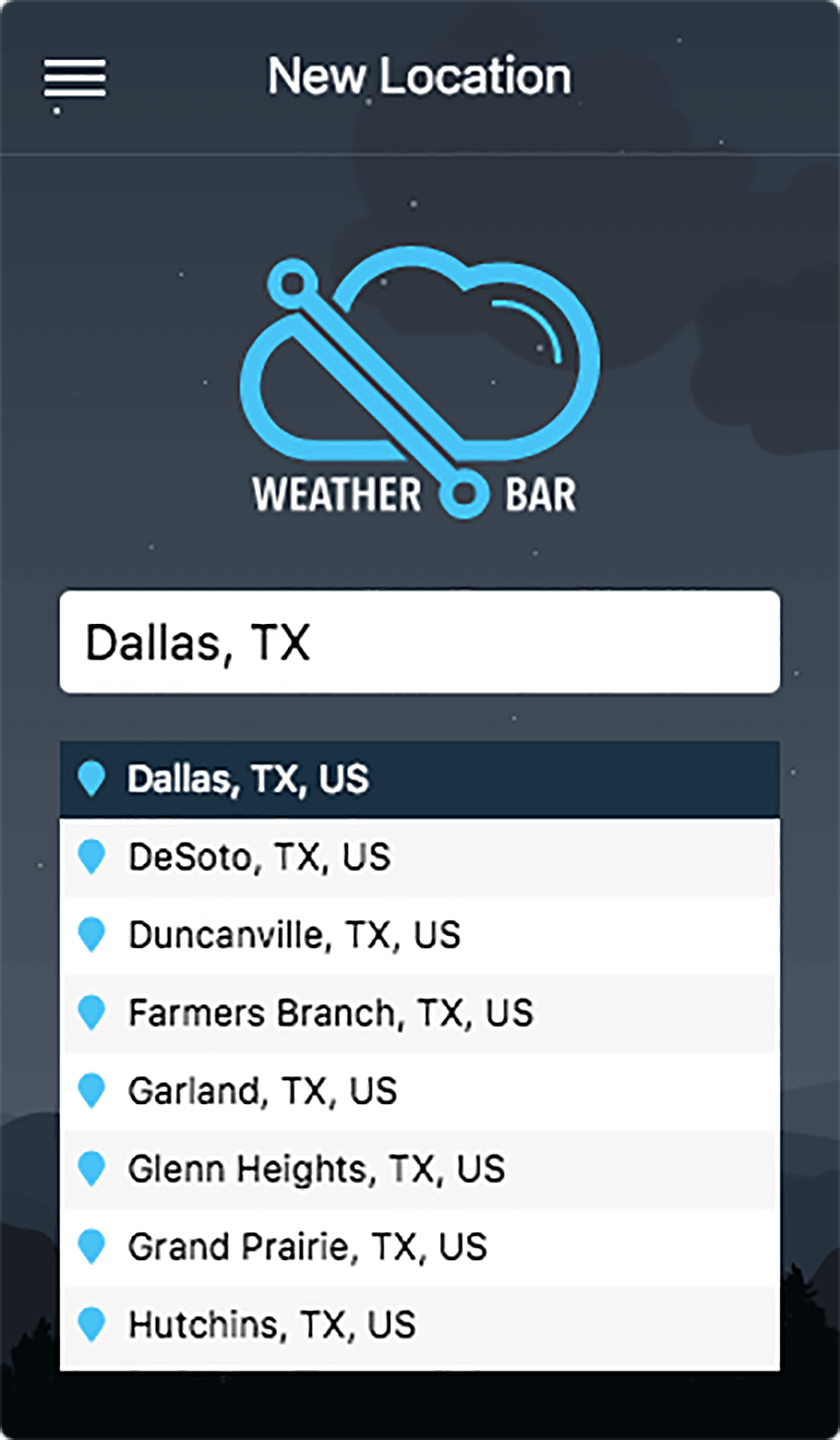 New Location
WEATHER BAR
Dallas, TX
Dallas, TX, US
DeSoto, TX, US
Duncanville, TX, US
Farmers Branch, TX, US
Garland, TX, US
Glenn Heights, TX, US
Grand Prairie, TX, US
Hutchins, TX, US